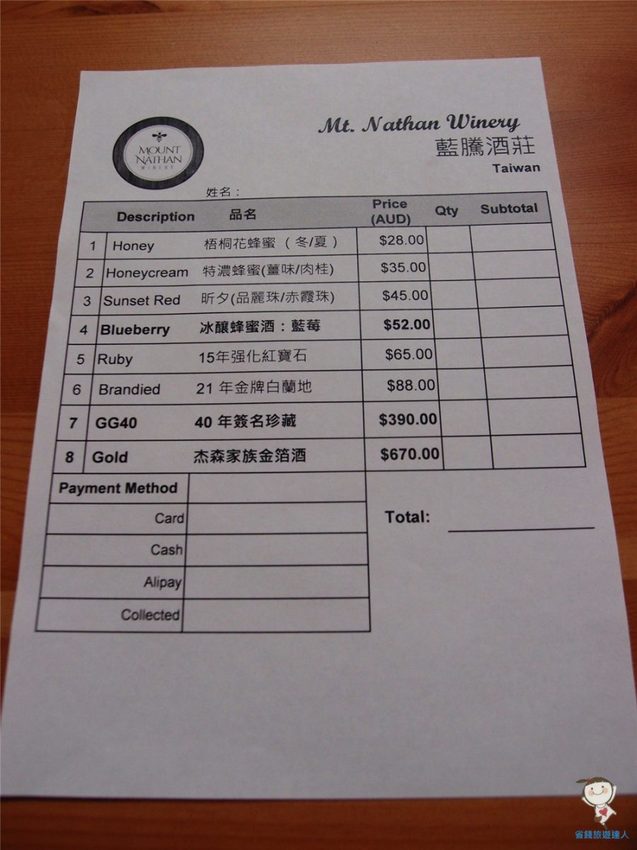 MOUNT
NATHAN
WINERY
Mt. Nathan Winery
藍騰酒莊
Taiwan
姓名：
Description 品名 Price (AUD) Qty Subtotal
1 Honey 梧桐花蜂蜜 （冬/夏） $28.00
2 Honeycream 特濃蜂蜜(薑味/肉桂) $35.00
3 Sunset Red 昕夕(品麗珠/赤霞珠) $45.00
4 Blueberry 冰釀蜂蜜酒：藍莓 $52.00
5 Ruby 15年强化紅寶石 $65.00
6 Brandied 21 年金牌白蘭地 $88.00
7 GG40 40 年簽名珍藏 $390.00
8 Gold 杰森家族金箔酒 $670.00
Payment Method
Card
Cash
Alipay
Collected
Total:
省錢旅遊達人